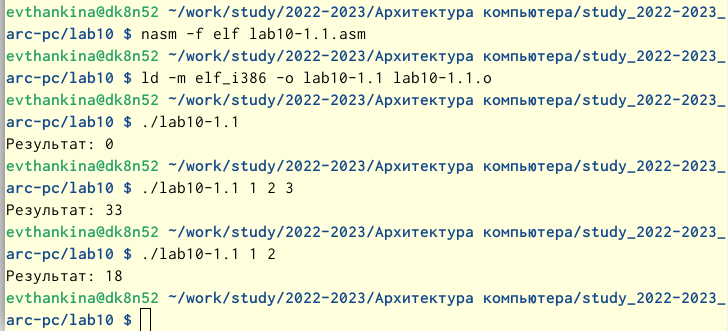 evthankina@dk8n52 ~/work/study/2022-2023/Архитектура компьютера/study_2022-2023_
arc-pc/lab10 $ nasm -f elf lab10-1.1.asm
evthankina@dk8n52 ~/work/study/2022-2023/Архитектура компьютера/study_2022-2023_
arc-pc/lab10 $ ld -m elf_i386 -o lab10-1.1 lab10-1.1.o
evthankina@dk8n52 ~/work/study/2022-2023/Архитектура компьютера/study_2022-2023_
arc-pc/lab10 $ ./lab10-1.1
Результат: 0
evthankina@dk8n52 ~/work/study/2022-2023/Архитектура компьютера/study_2022-2023_
arc-pc/lab10 $ ./lab10-1.1 1 2 3
Результат: 33
evthankina@dk8n52 ~/work/study/2022-2023/Архитектура компьютера/study_2022-2023_
arc-pc/lab10 $ ./lab10-1.1 1 2
Результат: 18
evthankina@dk8n52 ~/work/study/2022-2023/Архитектура компьютера/study_2022-2023_
arc-pc/lab10 $